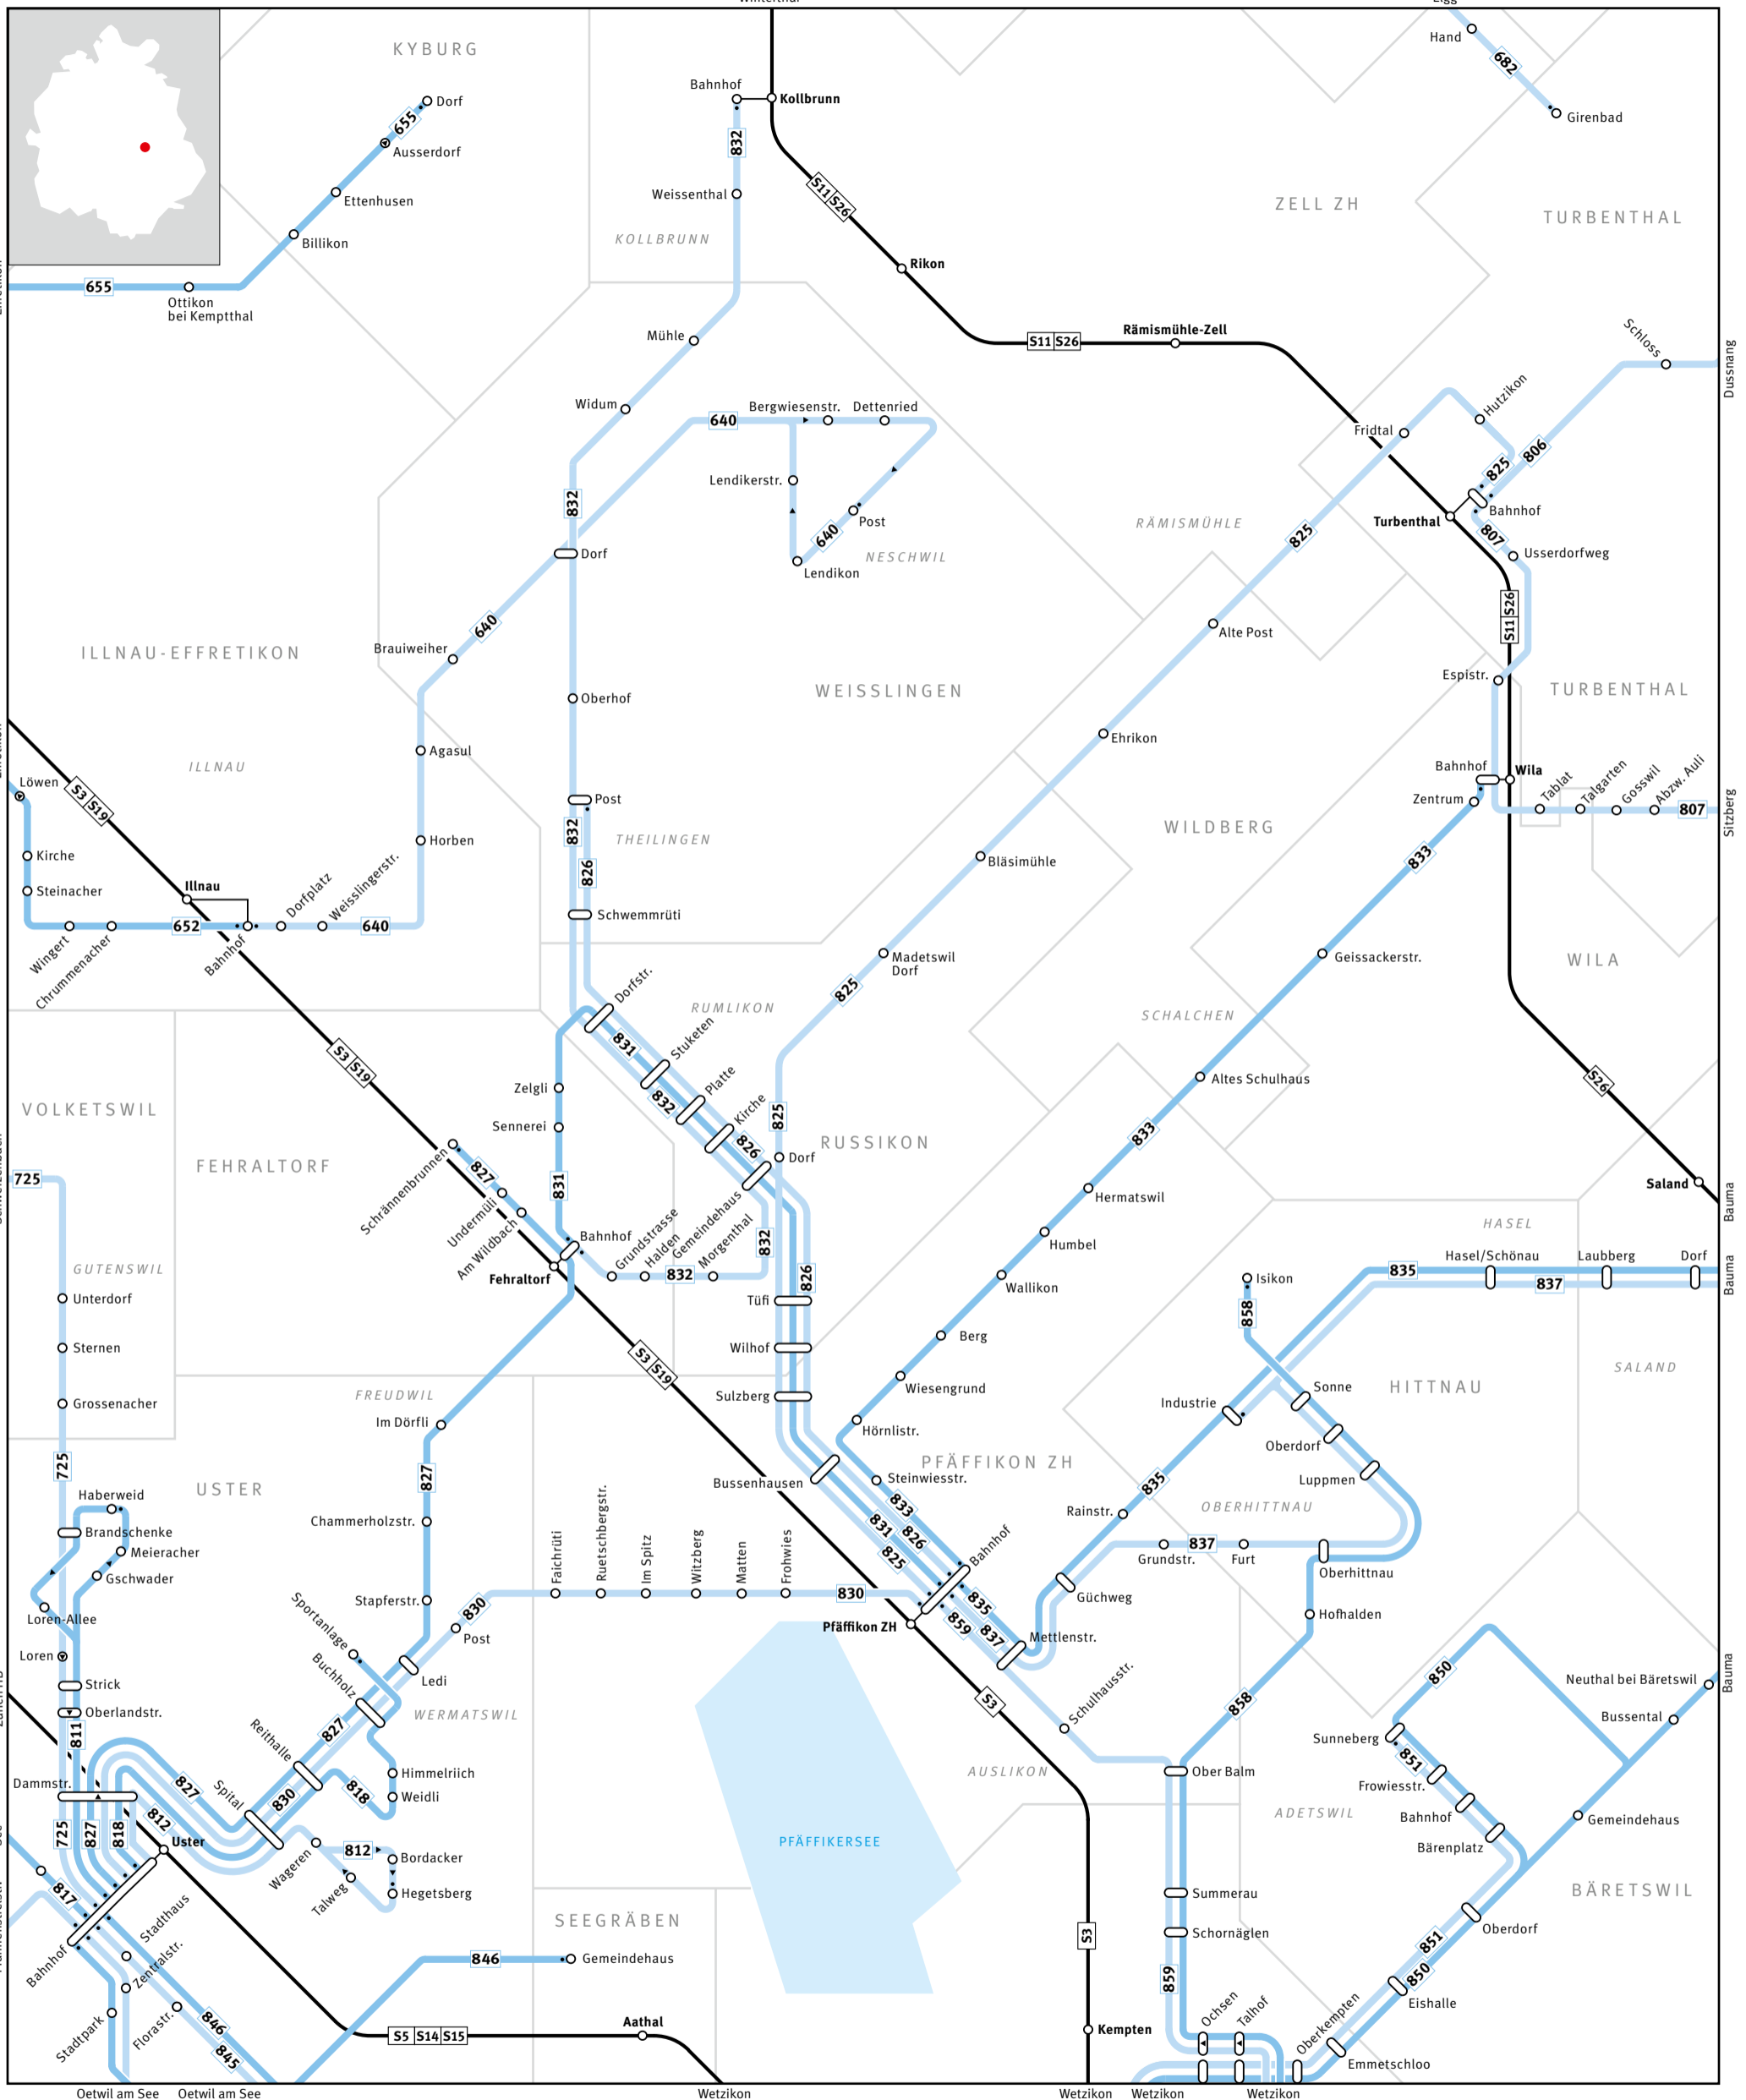 Winterthur
Elgg
KYBURG
Hand
682
Girenbad
Dorf
655
Ausserdorf
Ettenhusen
Billikon
655
Ottikon
bei Kemptthal
Bahnhof
Kollbrunn
832
Weissenthal
KOLLBRUNN
S11 S26
Rikon
ZELL ZH
TURBENTHAL
Mühle
S11 S26
Rämismühle-Zell
Schloss
Dussnang
Widum
640
Bergwiesenstr.
Dettenried
Hutzikon
Fridtal
825
806
Lendikerstr.
832
Post
640
Lendikon
NESCHWIL
RÄMISMÜHLE
825
Turbenthal
Bahnhof
807
Usserdorfweg
Dorf
S11 S26
640
Brauiweiher
Alte Post
ILLNAU-EFFRETIKON
Oberhof
WEISSLINGEN
Espistr.
TURBENTHAL
Agasul
Ehrikon
ILLNAU
Löwen
S3 S19
Post
Bahnhof
Wila
Zentrum
Tablat
Talgarten
Gosswil
Abzw. Auli
807
Sitzberg
832
826
THEILINGEN
Horben
WILDBERG
Kirche
Bläsimühle
833
Steinacher
Illnau
Dorfplatz
Weisslingerstr.
Schwemmrüti
652
640
Wingert
Chrummenacher
Bahnhof
Madetswil
Dorf
Geissackerstr.
WILA
825
Dorfstr.
RUMLIKON
SCHALCHEN
831
Stuketen
S3 S19
Platte
Zelgli
832
Kirche
825
Altes Schulhaus
S26
VOLKETSWIL
Sennerei
826
RUSSIKON
833
Dorf
FEHRALTORF
725
Schrännenbrunnen
827
Undermüli
Am Wildbach
831
Hermatswil
Saland
Bauma
Bahnhof
Grundstrasse
Halden
Gemeindehaus
Morgenthal
832
Humbel
HASEL
Fehraltorf
832
826
GUTENSWIL
Wallikon
Isikon
835
Hasel/Schönau
Laubberg
Dorf
837
Bauma
Unterdorf
Tüfi
858
Sternen
Wilhof
Berg
S3 S19
SALAND
Sulzberg
Wiesengrund
Sonne
HITTNAU
Grossenacher
FREUDWIL
Im Dörfli
Industrie
Hörnlistr.
Oberdorf
725
827
USTER
Bussenhausen
PFÄFFIKON ZH
Luppmen
Steinwiesstr.
Haberweid
Brandschenke
Meieracher
Gschwader
Loren-Allee
Loren
Strick
Oberlandstr.
811
Chammerholzstr.
Stapferstr.
Faichrüti
Ruetschbergstr.
Im Spitz
Witzberg
Matten
Frohwies
830
833
831
826
825
Bahnhof
835
Rainstr.
OBERHITTNAU
Grundstr.
837
Furt
Oberhittnau
Güchweg
835
837
859
Mettlenstr.
Hofhalden
Pfäffikon ZH
Sportanlage
830
Post
Buchholz
Ledi
Schulhausstr.
S3
850
Neuthal bei Bäretswil
Bauma
Bussental
858
WERMATSWIL
Reithalle
827
Sunneberg
851
Frowiesstr.
Bahnhof
Bärenplatz
Gemeindehaus
Ober Balm
AUSLIKON
ADETSWIL
Dammstr.
827
Spital
830
Himmelriich
Weidli
818
812
725
827
818
Uster
812
Bordacker
Hegetsberg
Wageren
Talweg
PFÄFFIKERSEE
817
Summerau
BÄRETSWIL
SEEGRÄBEN
Oberdorf
Bahnhof
Stadthaus
Zentralstr.
846
Gemeindehaus
Schornäglen
S3
851
850
859
Stadtpark
Florastr.
846
845
Ochsen
Talhof
Oberkempten
Eishalle
Emmetschloo
S5 S14 S15
Aathal
Kempten
Oetwil am See
Oetwil am See
Wetzikon
Wetzikon
Wetzikon
Wetzikon